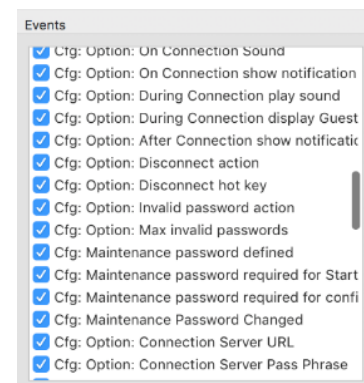 Events
Cfg: Option: On Connection Sound
Cfg: Option: On Connection show notification
Cfg: Option: During Connection play sound
Cfg: Option: During Connection display Guest
Cfg: Option: After Connection show notificatic
Cfg: Option: Disconnect action
Cfg: Option: Disconnect hot key
Cfg: Option: Invalid password action
Cfg: Option: Max invalid passwords
Cfg: Maintenance password defined
Cfg: Maintenance password required for Start
Cfg: Maintenance password required for confi
Cfg: Maintenance Password Changed
Cfg: Option: Connection Server URL
Cfg: Option: Connection Server Pass Phrase